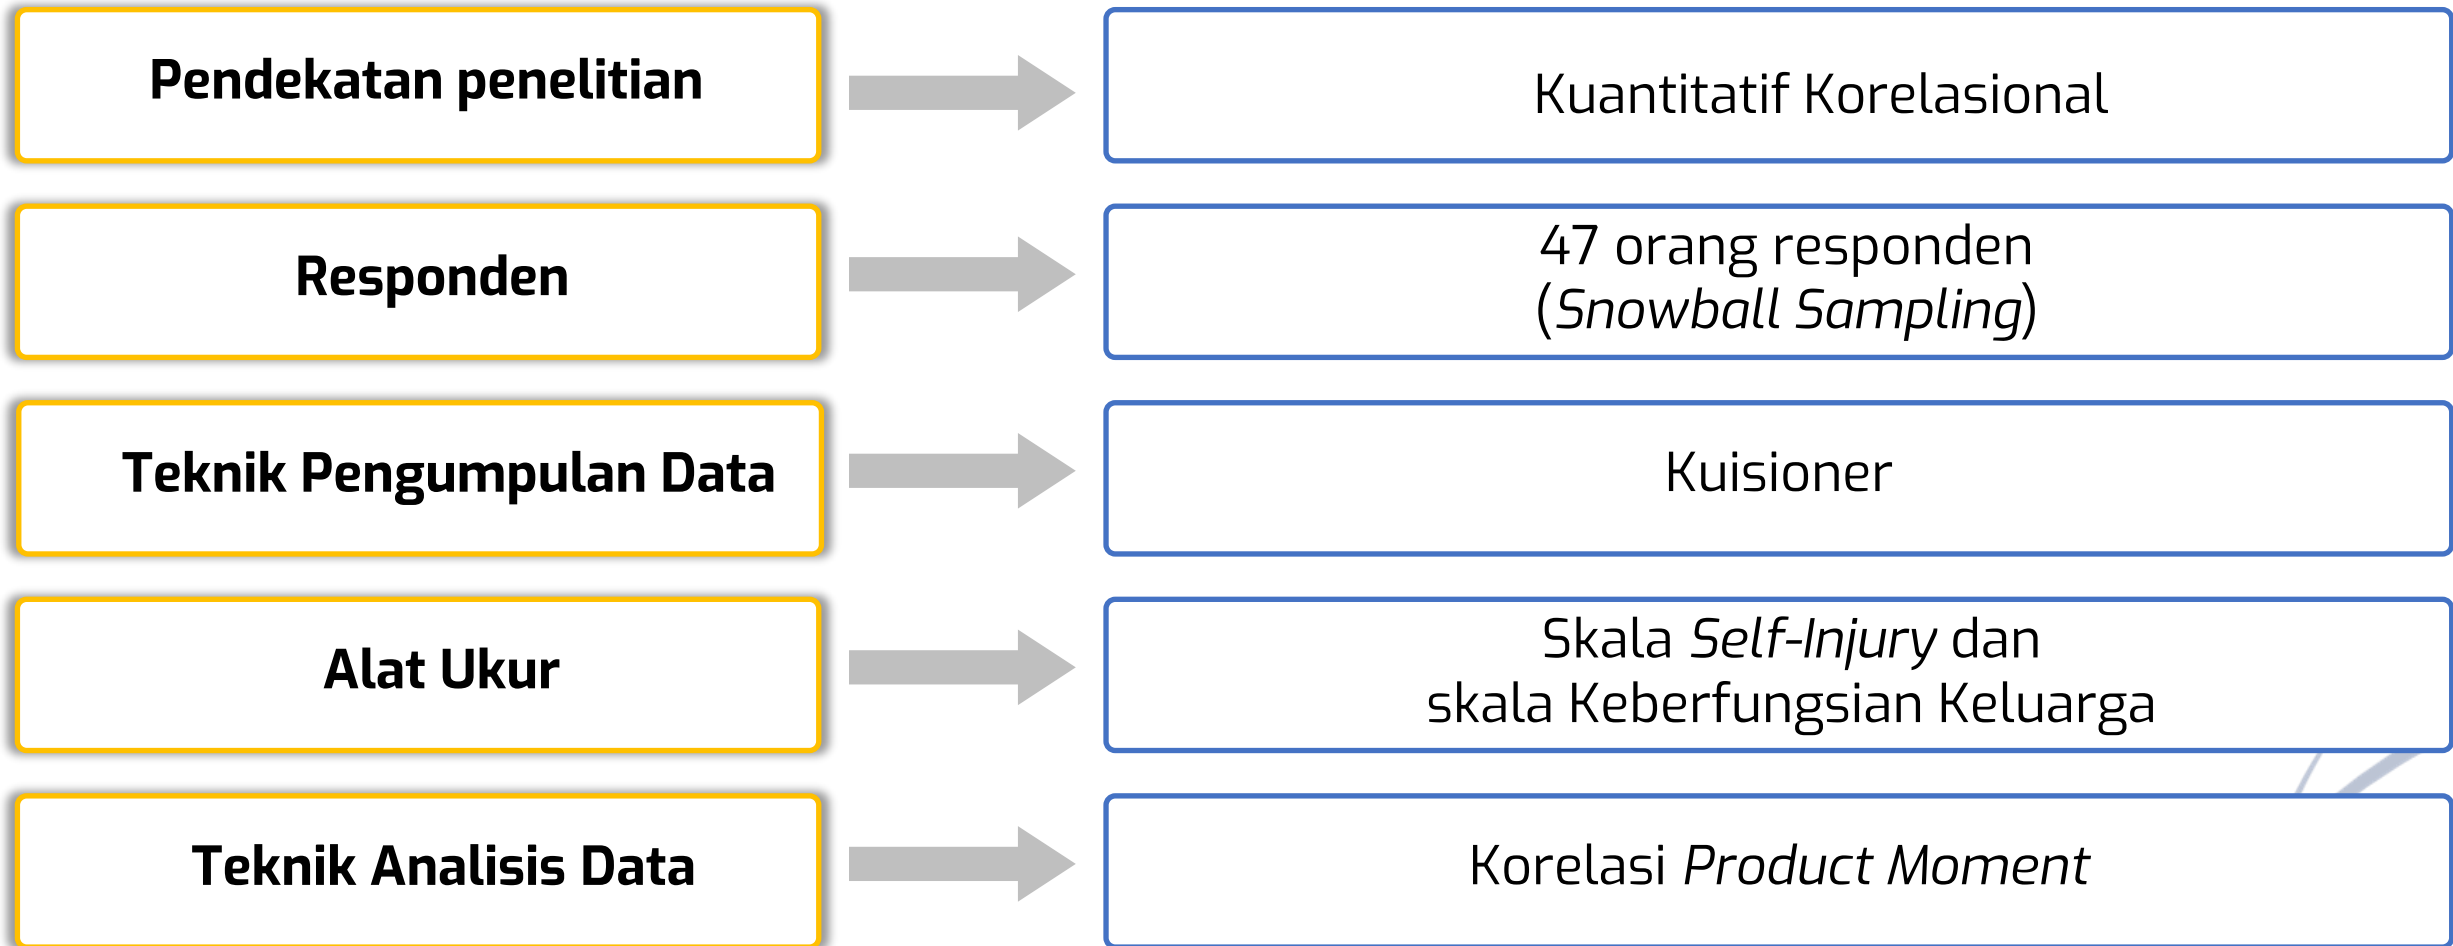 Pendekatan penelitian
Kuantitatif Korelasional
Responden
47 orang responden
(Snowball Sampling)
Teknik Pengumpulan Data
Kuisioner
Alat Ukur
Skala Self-Injury dan
skala Keberfungsian Keluarga
Teknik Analisis Data
Korelasi Product Moment